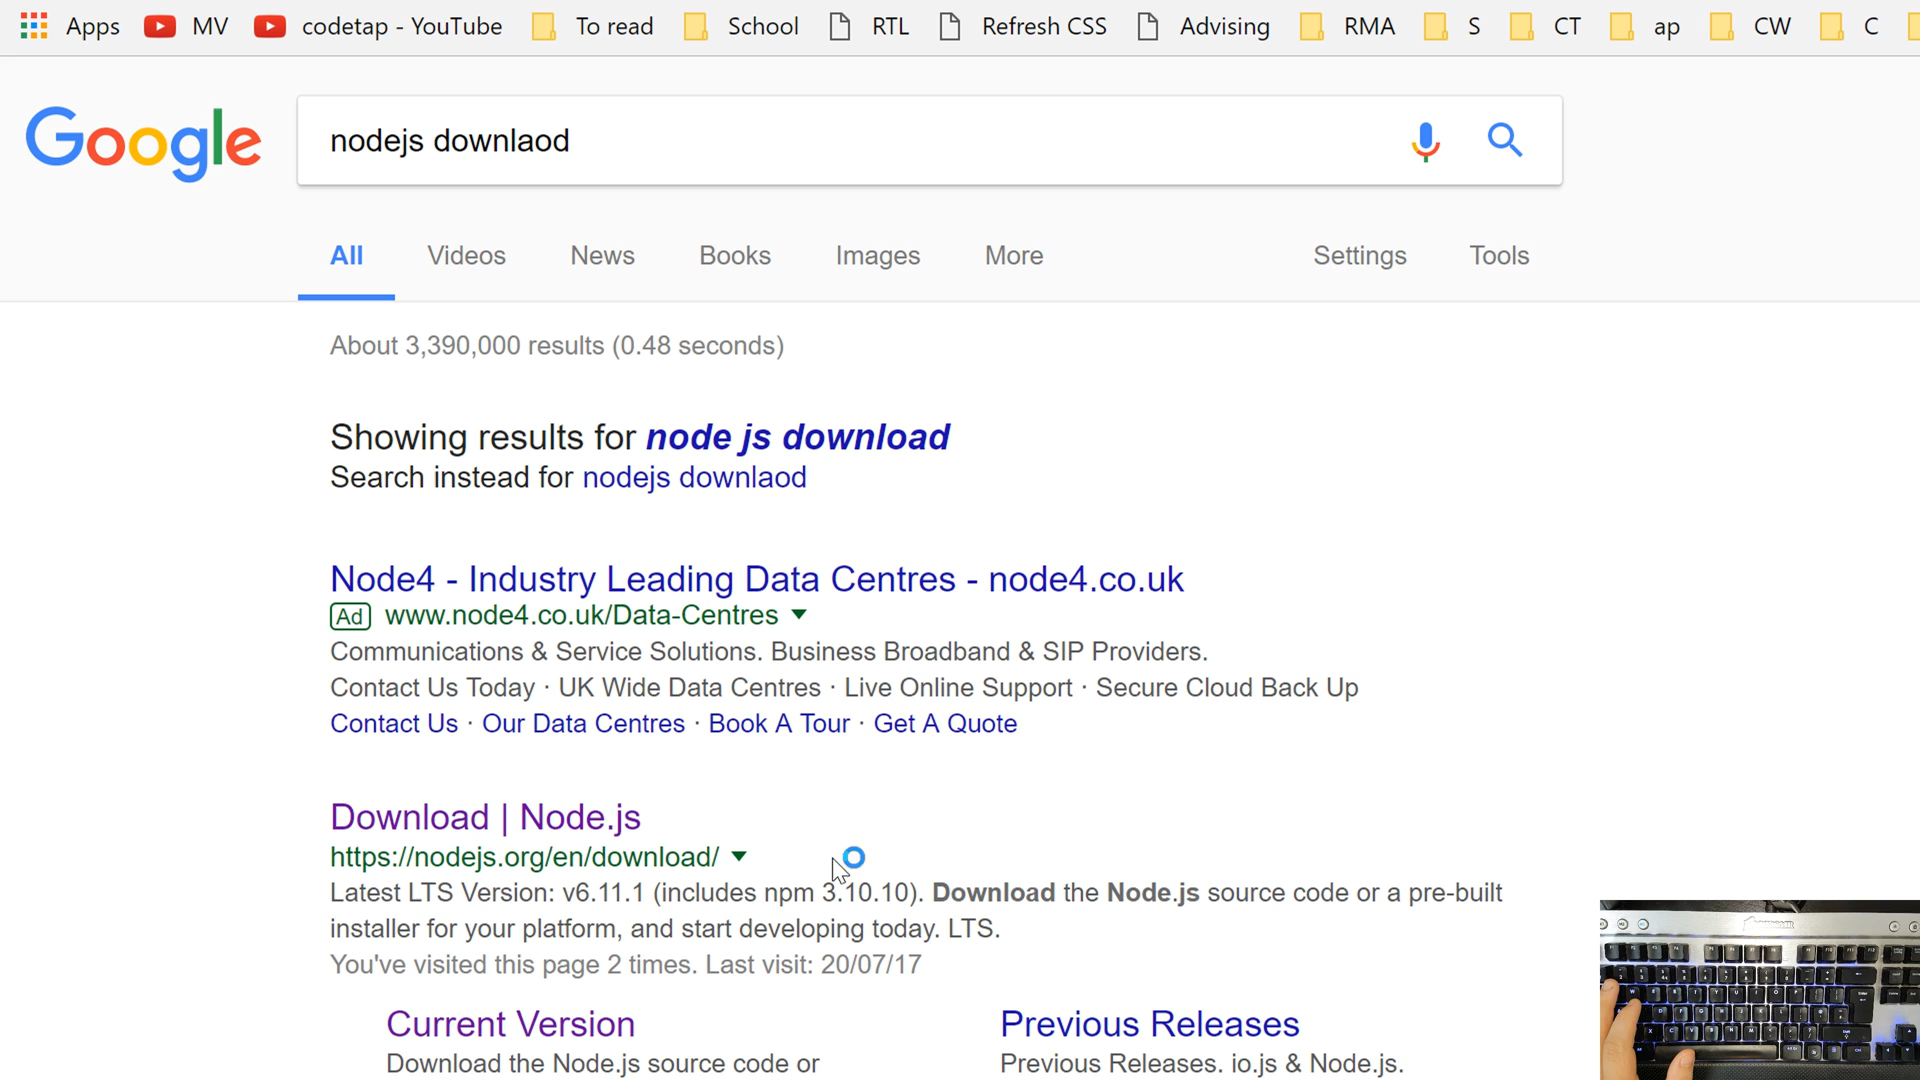 Apps MV codetap - YouTube To read School RTL Refresh CSS Advising RMA S CT ap CW C
Google nodejs downlaod
All Videos News Books Images More Settings Tools
About 3,390,000 results (0.48 seconds)
Showing results for node js download
Search instead for nodejs downlaod
Node4 - Industry Leading Data Centres - node4.co.uk
Ad www.node4.co.uk/Data-Centres
Communications & Service Solutions. Business Broadband & SIP Providers.
Contact Us Today · UK Wide Data Centres · Live Online Support · Secure Cloud Back Up
Contact Us · Our Data Centres · Book A Tour · Get A Quote
Download | Node.js
https://nodejs.org/en/download/
Latest LTS Version: v6.11.1 (includes npm 3.10.10). Download the Node.js source code or a pre-built
installer for your platform, and start developing today. LTS.
You've visited this page 2 times. Last visit: 20/07/17
Current Version Previous Releases
Download the Node.js source code or Previous Releases. io.js & Node.js.